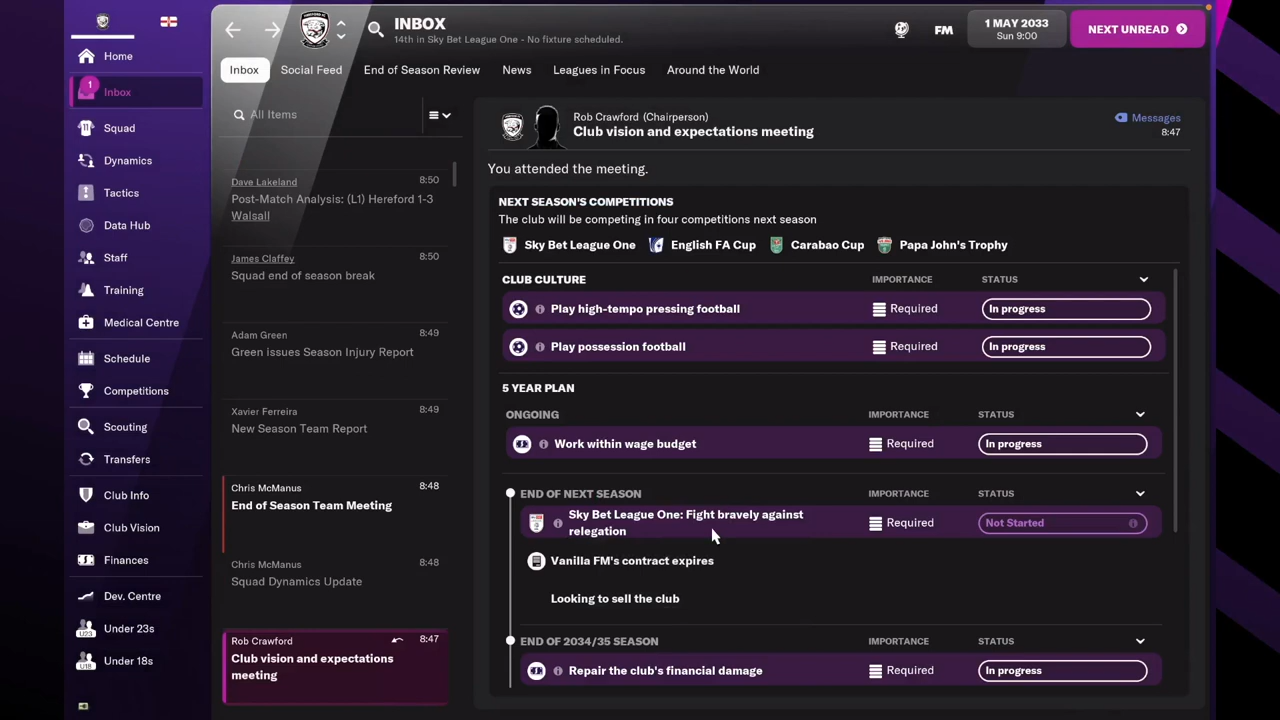 INBOX
14th in Sky Bet League One - No fixture scheduled.
FM
1 MAY 2033
Sun 9:00
NEXT UNREAD
Home
1
Inbox
Squad
Dynamics
Tactics
Data Hub
Staff
Training
Medical Centre
Schedule
Competitions
Scouting
Transfers
Club Info
Club Vision
Finances
Dev. Centre
U23
Under 23s
U18
Under 18s
Inbox
Social Feed
End of Season Review
News
Leagues in Focus
Around the World
All Items
Dave Lakeland
8:50
Post-Match Analysis: (L1) Hereford 1-3
Walsall
James Claffey
8:50
Squad end of season break
Adam Green
8:49
Green issues Season Injury Report
Xavier Ferreira
8:49
New Season Team Report
Chris McManus
8:48
End of Season Team Meeting
Chris McManus
8:48
Squad Dynamics Update
Rob Crawford
8:47
Club vision and expectations
meeting
Rob Crawford (Chairperson)
Club vision and expectations meeting
Messages
8:47
You attended the meeting.
NEXT SEASON'S COMPETITIONS
The club will be competing in four competitions next season
Sky Bet League One
English FA Cup
Carabao Cup
Papa John's Trophy
CLUB CULTURE
IMPORTANCE
STATUS
Play high-tempo pressing football
Required
In progress
Play possession football
Required
In progress
5 YEAR PLAN
ONGOING
IMPORTANCE
STATUS
Work within wage budget
Required
In progress
END OF NEXT SEASON
IMPORTANCE
STATUS
Sky Bet League One: Fight bravely against
relegation
Required
Not Started
Vanilla FM's contract expires
Looking to sell the club
END OF 2034/35 SEASON
IMPORTANCE
STATUS
Repair the club's financial damage
Required
In progress